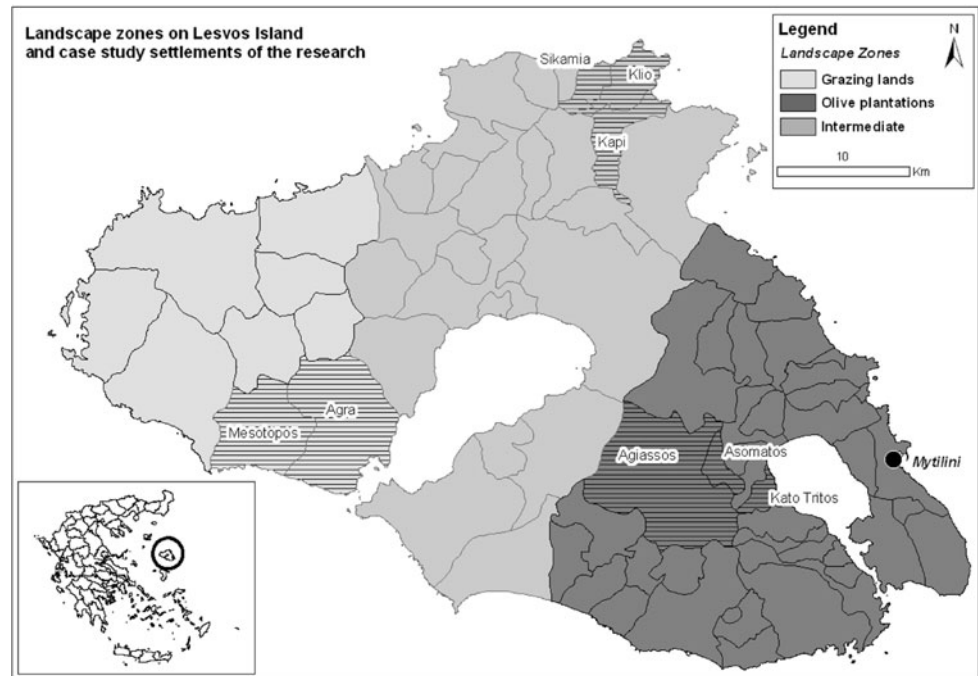 Landscape zones on Lesvos Island
and case study settlements of the research
Legend
Landscape Zones
Grazing lands
Olive plantations
Intermediate
10
Km
N
Sikamia
Klio
Kapi
Agra
Mesotopos
Agiassos
Asomatos
Mytilini
Kato Tritos